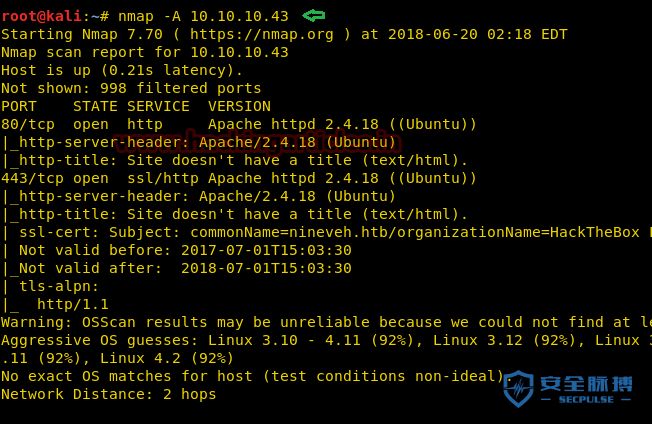 root@kali:~# nmap -A 10.10.10.43
Starting Nmap 7.70 ( https://nmap.org ) at 2018-06-20 02:18 EDT
Nmap scan report for 10.10.10.43
Host is up (0.21s latency).
Not shown: 998 filtered ports
PORT    STATE SERVICE  VERSION
80/tcp  open  http     Apache httpd 2.4.18 ((Ubuntu))
|_http-server-header: Apache/2.4.18 (Ubuntu)
|_http-title: Site doesn't have a title (text/html).
443/tcp open  ssl/http Apache httpd 2.4.18 ((Ubuntu))
|_http-server-header: Apache/2.4.18 (Ubuntu)
|_http-title: Site doesn't have a title (text/html).
| ssl-cert: Subject: commonName=nineveh.htb/organizationName=HackTheBox
| Not valid before: 2017-07-01T15:03:30
|_Not valid after:  2018-07-01T15:03:30
| tls-alpn:
|_  http/1.1
Warning: OSScan results may be unreliable because we could not find at le
Aggressive OS guesses: Linux 3.10 - 4.11 (92%), Linux 3.12 (92%), Linux 3
.11 (92%), Linux 4.2 (92%)
No exact OS matches for host (test conditions non-ideal).
Network Distance: 2 hops
安全脉搏
SECPULSE